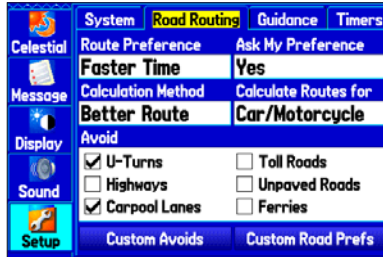 System Road Routing Guidance Timers
Celestial
Route Preference Ask My Preference
Faster Time Yes
Message
Calculation Method Calculate Routes for
Better Route Car/Motorcycle
Display
Avoid
U-Turns Toll Roads
Sound
Highways Unpaved Roads
Carpool Lanes Ferries
Setup
Custom Avoids Custom Road Prefs